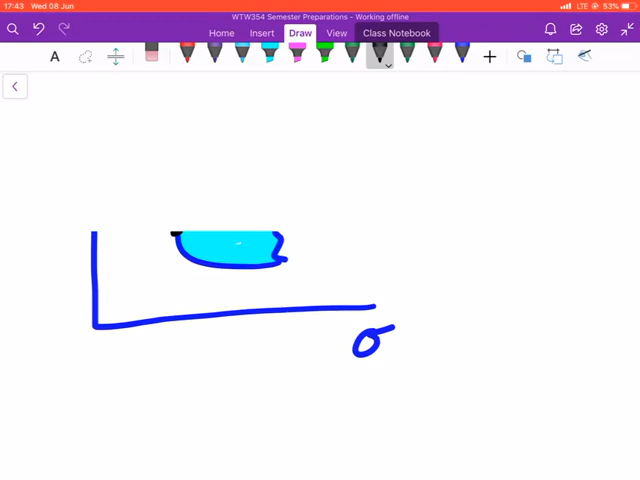 17:43 Wed 08 Jun LTE 53%
WTW354 Semester Preparations - Working offline
Home Insert Draw View Class Notebook
A
σ